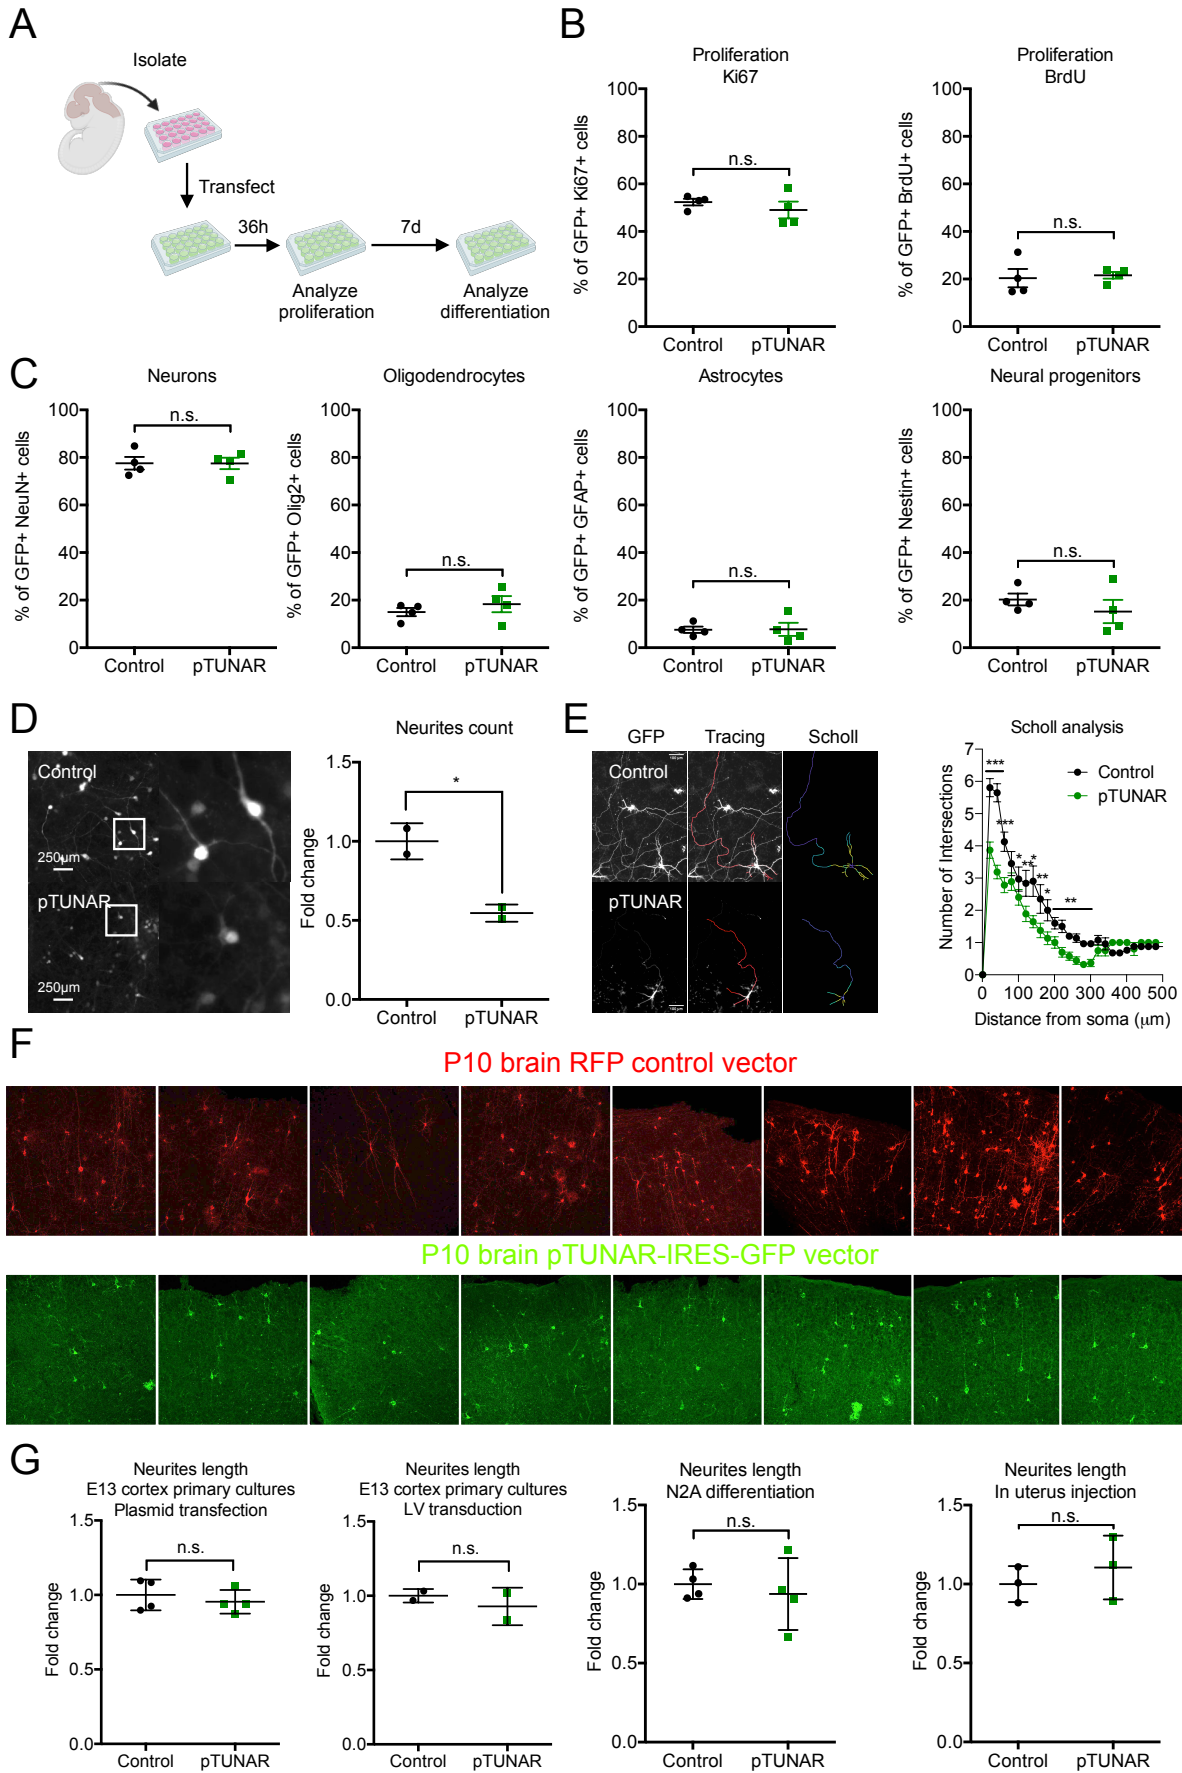 A
Isolate
Transfect
36h
7d
Analyze
proliferation
Analyze
differentiation
B
Proliferation
Ki67
% of GFP+ Ki67+ cells
100
80
60
40
20
0
n.s.
Control
pTUNAR
Proliferation
BrdU
% of GFP+ BrdU+ cells
100
80
60
40
20
0
n.s.
Control
pTUNAR
C
Neurons
% of GFP+ NeuN+ cells
100
80
60
40
20
0
n.s.
Control
pTUNAR
Oligodendrocytes
% of GFP+ Olig2+ cells
100
80
60
40
20
0
n.s.
Control
pTUNAR
Astrocytes
% of GFP+ GFAP+ cells
100
80
60
40
20
0
n.s.
Control
pTUNAR
Neural progenitors
% of GFP+ Nestin+ cells
100
80
60
40
20
0
n.s.
Control
pTUNAR
D
Control
250µm
pTUNAR
250µm
Neurites count
Fold change
1.5
1.0
0.5
0.0
*
Control
pTUNAR
E
GFP
Tracing
Scholl
Control
100 µm
pTUNAR
100 µm
Scholl analysis
Number of Intersections
7
6
5
4
3
2
1
0
***
***
*
**
*
**
*
**
Control
pTUNAR
0
100
200
300
400
500
Distance from soma (µm)
F
P10 brain RFP control vector
P10 brain pTUNAR-IRES-GFP vector
G
Neurites length
E13 cortex primary cultures
Plasmid transfection
Fold change
1.5
1.0
0.5
0.0
n.s.
Control
pTUNAR
Neurites length
E13 cortex primary cultures
LV transduction
Fold change
1.5
1.0
0.5
0.0
n.s.
Control
pTUNAR
Neurites length
N2A differentiation
Fold change
1.5
1.0
0.5
0.0
n.s.
Control
pTUNAR
Neurites length
In uterus injection
Fold change
1.5
1.0
0.5
0.0
n.s.
Control
pTUNAR